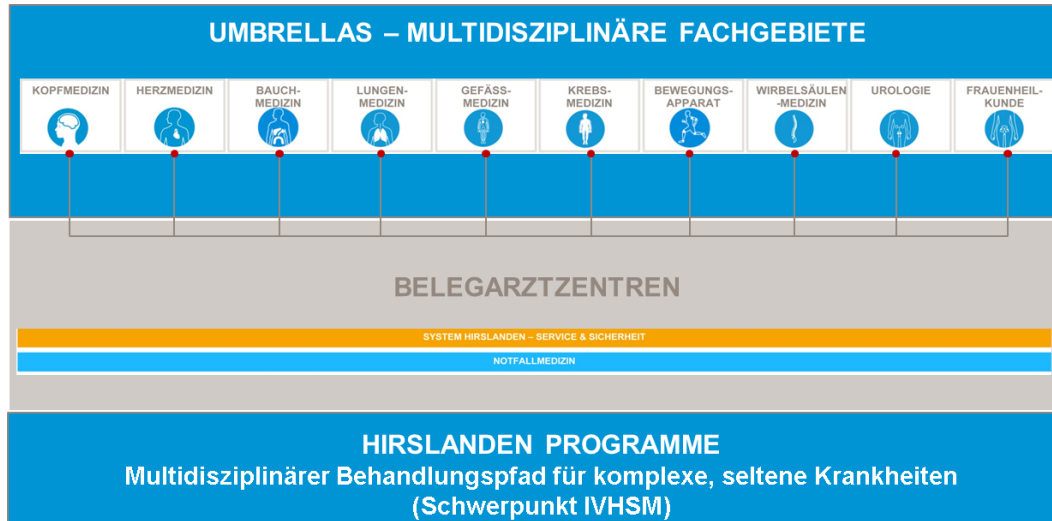 UMBRELLAS – MULTIDISZIPLINÄRE FACHGEBIETE
KOPFMEDIZIN
HERZMEDIZIN
BAUCH-
MEDIZIN
LUNGEN-
MEDIZIN
GEFÄSS-
MEDIZIN
KREBS-
MEDIZIN
BEWEGUNGS-
APPARAT
WIRBELSÄULEN
-MEDIZIN
UROLOGIE
FRAUENHEIL-
KUNDE
BELEGARZTZENTREN
SYSTEM HIRSLANDEN – SERVICE & SICHERHEIT
NOTFALLMEDIZIN
HIRSLANDEN PROGRAMME
Multidisziplinärer Behandlungspfad für komplexe, seltene Krankheiten
(Schwerpunkt IVHSM)